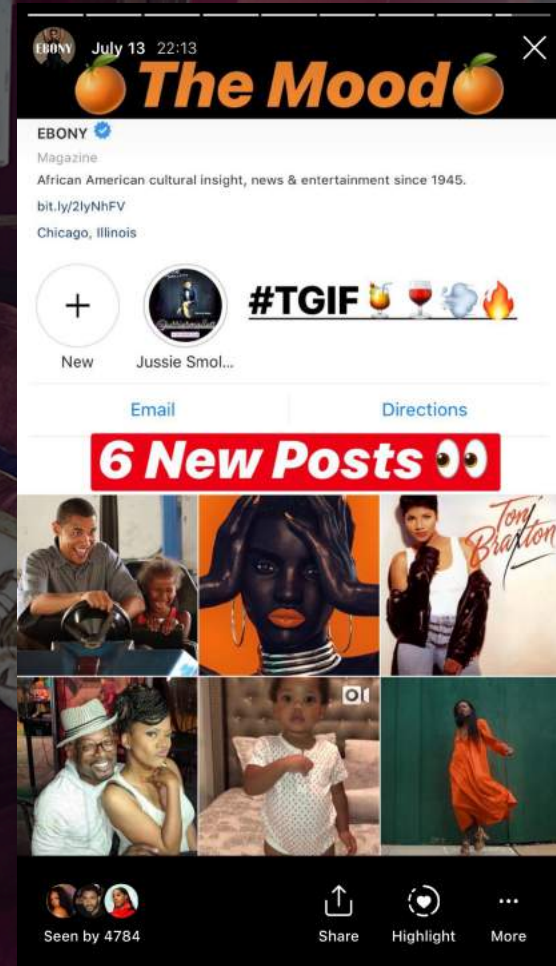 EBONY
July 13 22:13
The Mood
EBONY
Magazine
African American cultural insight, news & entertainment since 1945.
bit.ly/2IyNhFV
Chicago, Illinois
New
Jussie Smol...
#TGIF
Email
Directions
6 New Posts
Toni
Braxton
Seen by 4784
Share
Highlight
More